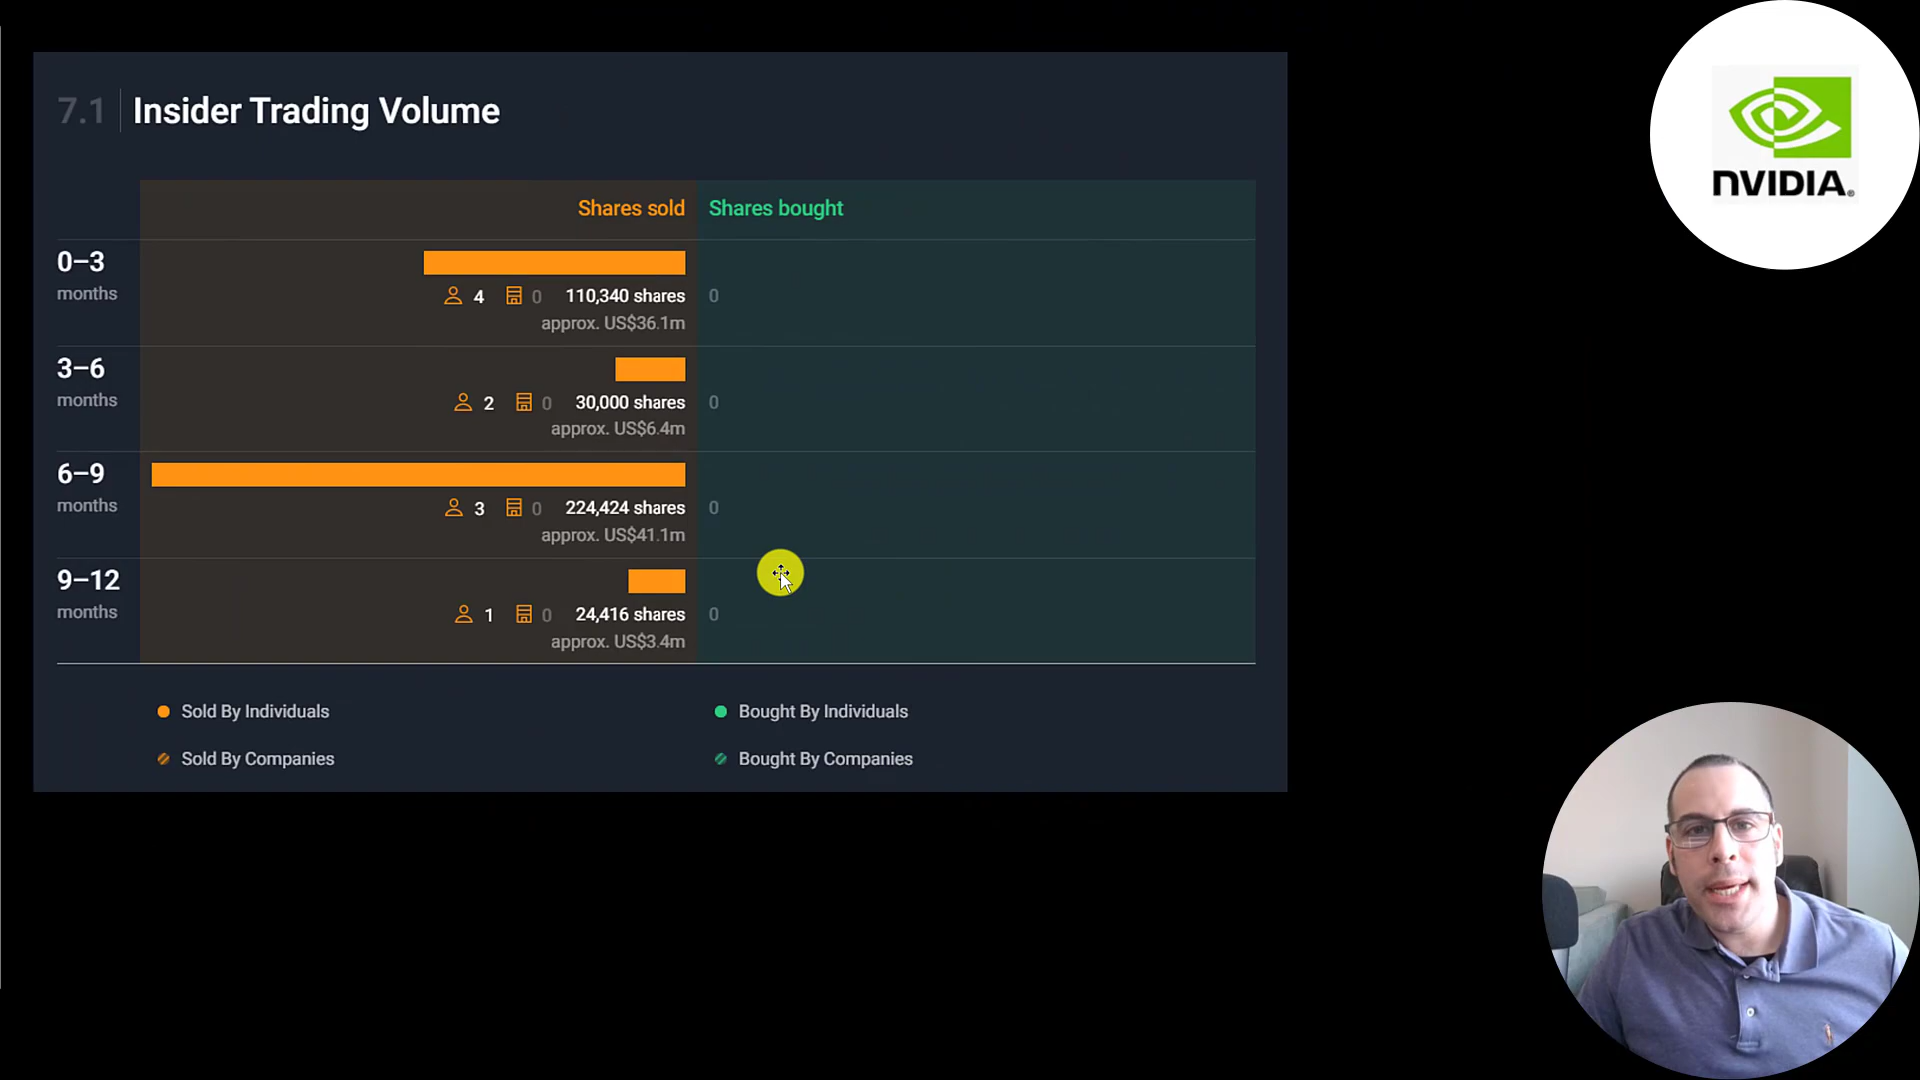 7.1 Insider Trading Volume
Shares sold Shares bought
0–3
months
4 0 110,340 shares 0
approx. US$36.1m
3–6
months
2 0 30,000 shares 0
approx. US$6.4m
6–9
months
3 0 224,424 shares 0
approx. US$41.1m
9–12
months
1 0 24,416 shares 0
approx. US$3.4m
Sold By Individuals Bought By Individuals
Sold By Companies Bought By Companies
NVIDIA®